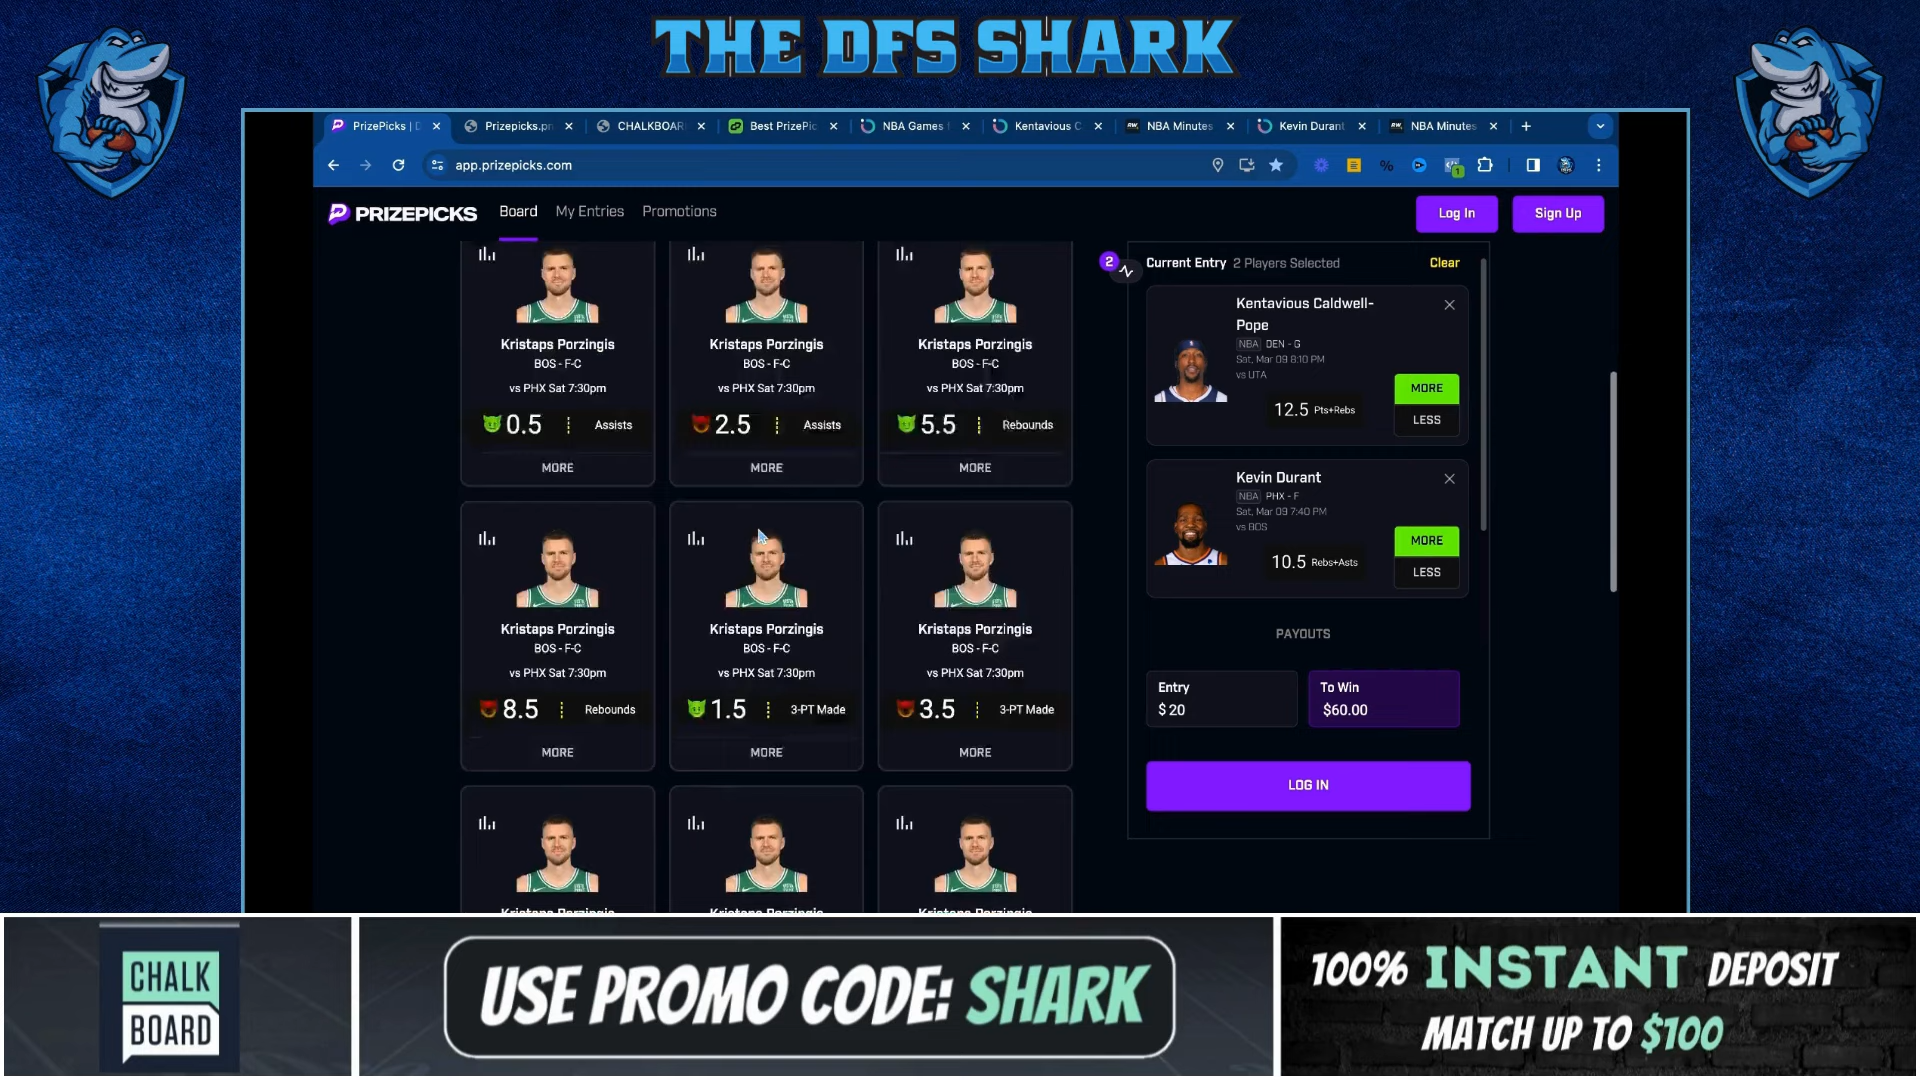 THE DFS SHARK
PrizePicks | D
Prizepicks.pn
CHALKBOAR
Best PrizePic
NBA Games
Kentavious C
NBA Minutes
Kevin Durant
NBA Minutes
app.prizepicks.com
PRIZEPICKS
Board
My Entries
Promotions
Log In
Sign Up
Kristaps Porzingis
BOS - F-C
vs PHX Sat 7:30pm
0.5 Assists
MORE
Kristaps Porzingis
BOS - F-C
vs PHX Sat 7:30pm
2.5 Assists
MORE
Kristaps Porzingis
BOS - F-C
vs PHX Sat 7:30pm
5.5 Rebounds
MORE
Kristaps Porzingis
BOS - F-C
vs PHX Sat 7:30pm
8.5 Rebounds
MORE
Kristaps Porzingis
BOS - F-C
vs PHX Sat 7:30pm
1.5 3-PT Made
MORE
Kristaps Porzingis
BOS - F-C
vs PHX Sat 7:30pm
3.5 3-PT Made
MORE
Kristaps Porzingis
Kristaps Porzingis
Kristaps Porzingis
2
Current Entry 2 Players Selected
Clear
Kentavious Caldwell-
Pope
NBA DEN - G
Sat, Mar 09 8:10 PM
vs UTA
12.5 Pts+Rebs
MORE
LESS
Kevin Durant
NBA PHX - F
Sat, Mar 09 7:40 PM
vs BOS
10.5 Rebs+Asts
MORE
LESS
PAYOUTS
Entry
$ 20
To Win
$60.00
LOG IN
CHALK
BOARD
USE PROMO CODE: SHARK
100% INSTANT DEPOSIT
MATCH UP TO $100